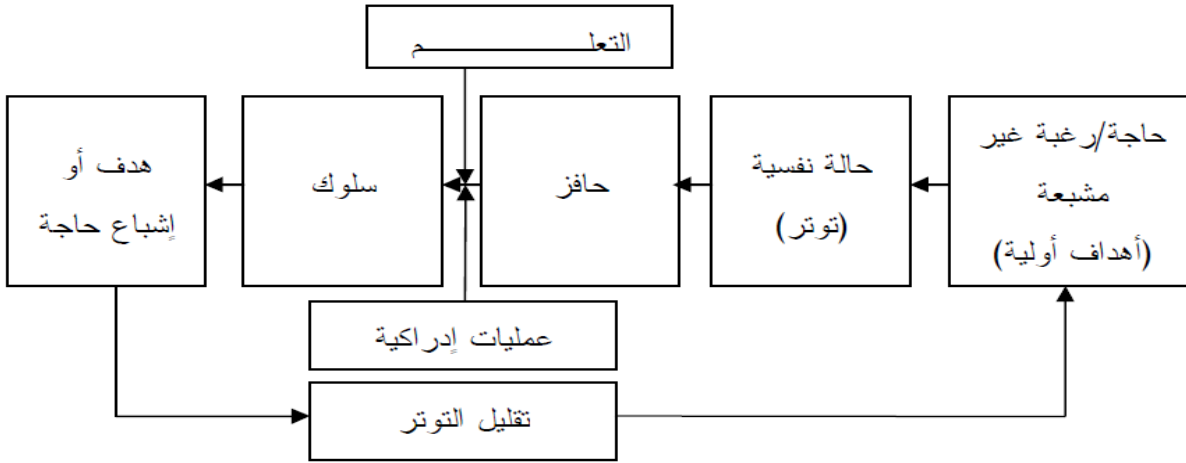 التعلــــــــــــــم
حاجة/رغبة غير
مشبعة
(أهداف أولية)
حالة نفسية
(توتر)
حافز
سلوك
هدف أو
إشباع حاجة
عمليات إدراكية
تقليل التوتر